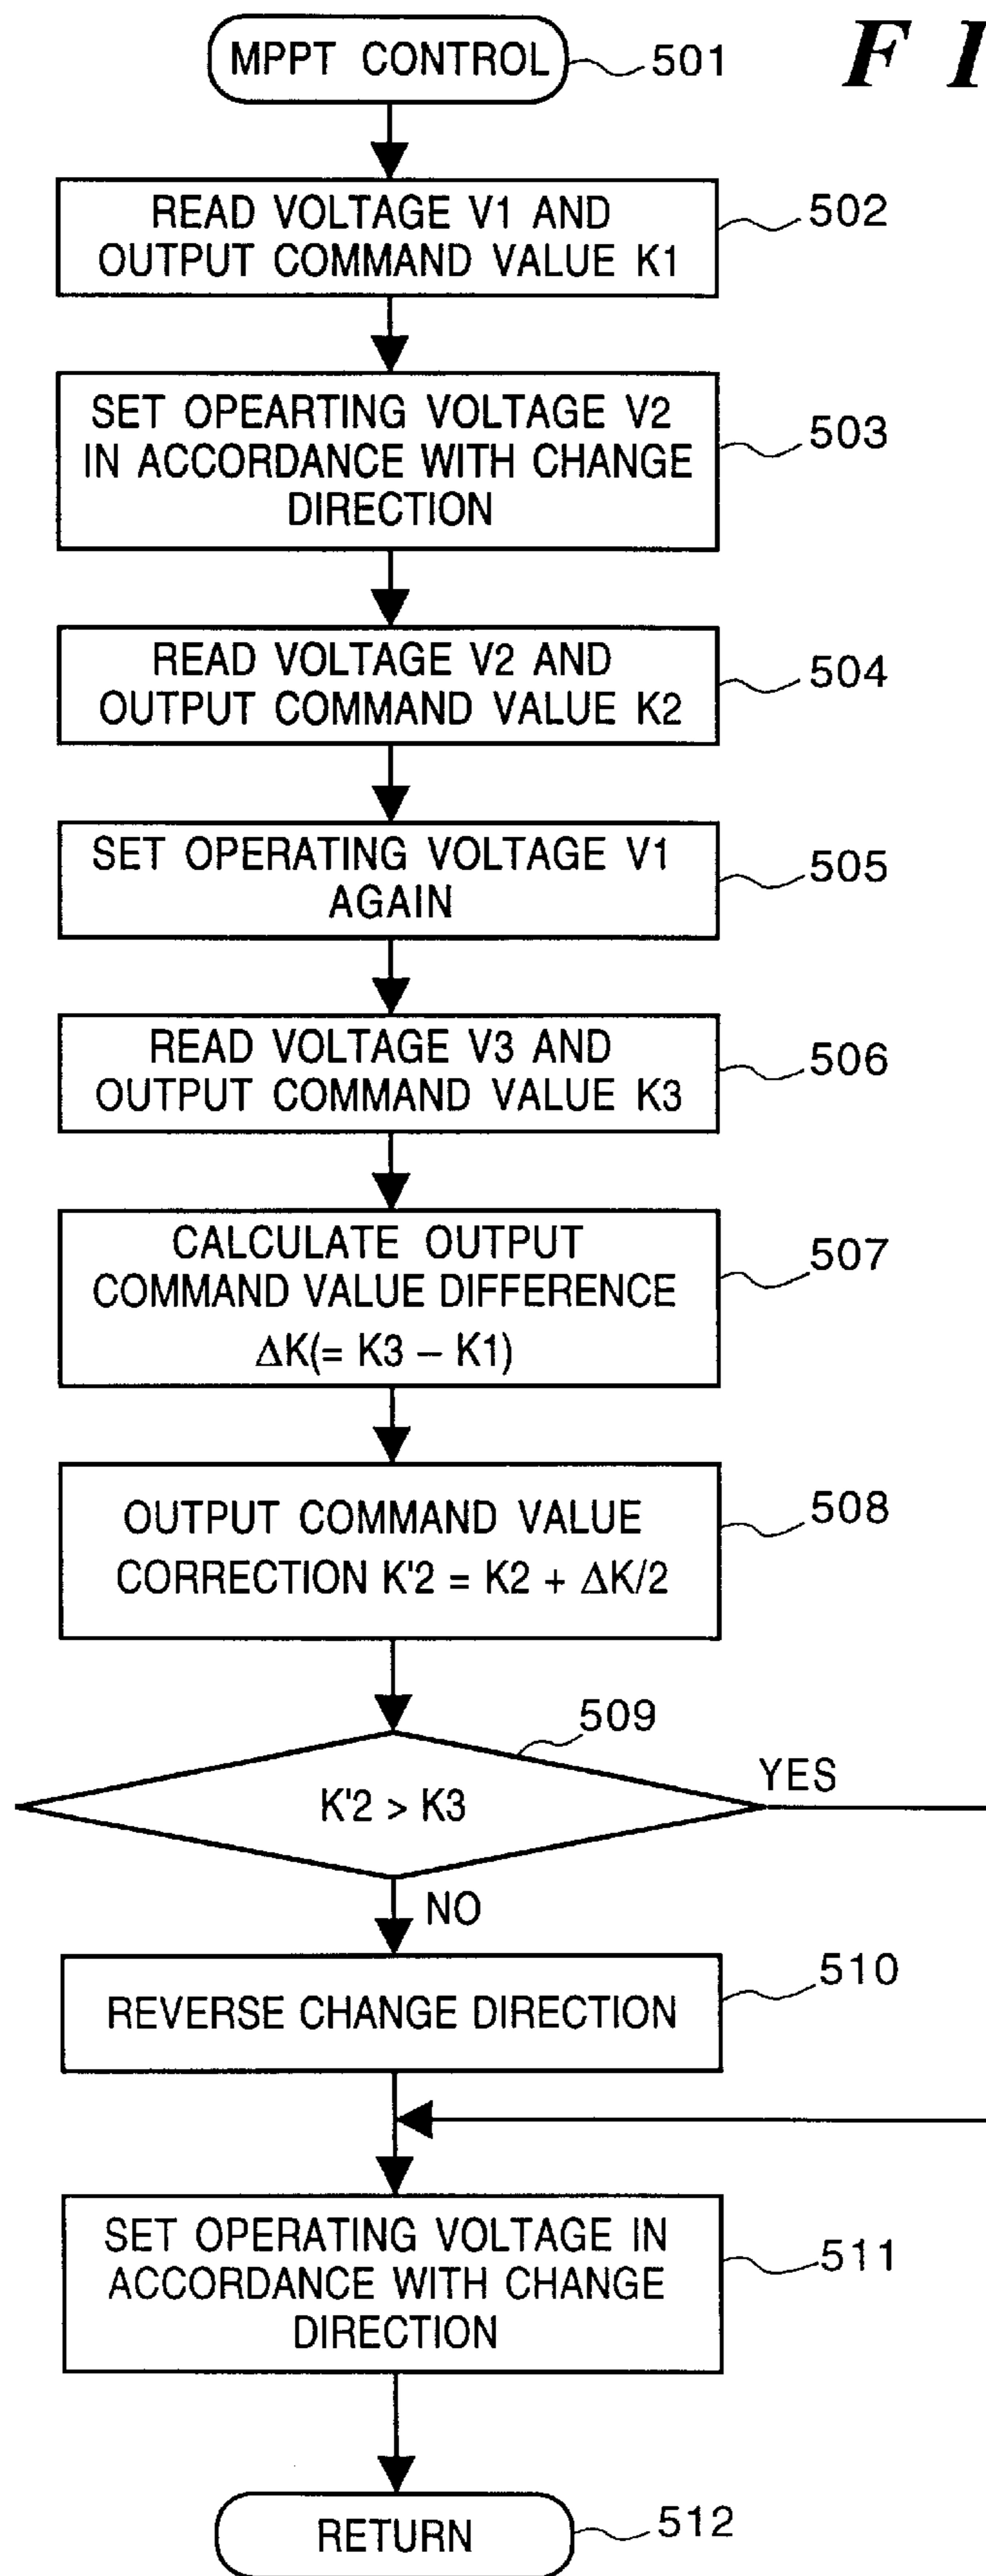 F I
MPPT CONTROL
501
READ VOLTAGE V1 AND
OUTPUT COMMAND VALUE K1
502
SET OPEARTING VOLTAGE V2
IN ACCORDANCE WITH CHANGE
DIRECTION
503
READ VOLTAGE V2 AND
OUTPUT COMMAND VALUE K2
504
SET OPERATING VOLTAGE V1
AGAIN
505
READ VOLTAGE V3 AND
OUTPUT COMMAND VALUE K3
506
CALCULATE OUTPUT
COMMAND VALUE DIFFERENCE
ΔK(= K3 – K1)
507
OUTPUT COMMAND VALUE
CORRECTION K'2 = K2 + ΔK/2
508
509
K'2 > K3
YES
NO
REVERSE CHANGE DIRECTION
510
SET OPERATING VOLTAGE IN
ACCORDANCE WITH CHANGE
DIRECTION
511
RETURN
512